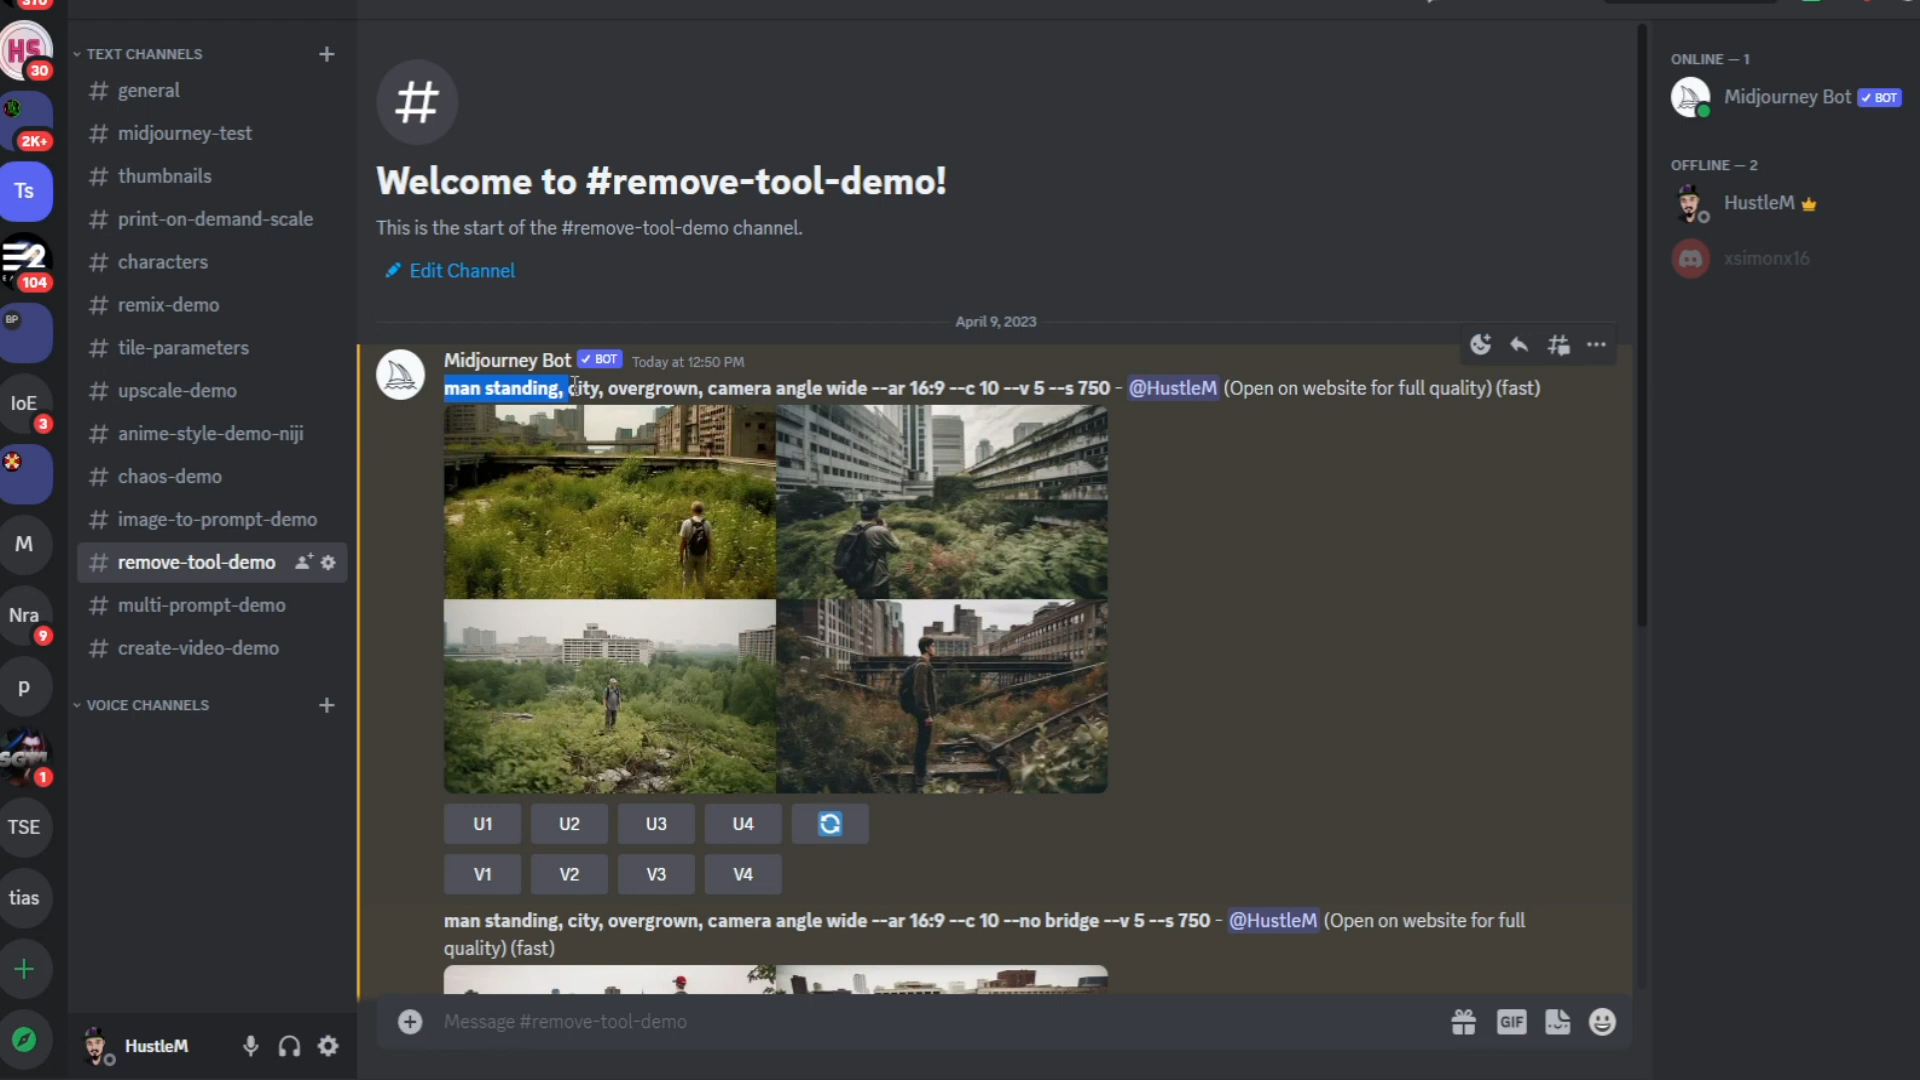 310
HS
30
2K+
Ts
E2
104
BP
IoE
3
M
Nra
9
p
1
TSE
tias
TEXT CHANNELS
general
midjourney-test
thumbnails
print-on-demand-scale
characters
remix-demo
tile-parameters
upscale-demo
anime-style-demo-niji
chaos-demo
image-to-prompt-demo
remove-tool-demo
multi-prompt-demo
create-video-demo
VOICE CHANNELS
HustleM
#
Welcome to #remove-tool-demo!
This is the start of the #remove-tool-demo channel.
Edit Channel
April 9, 2023
Midjourney Bot ✓ BOT Today at 12:50 PM
man standing, city, overgrown, camera angle wide --ar 16:9 --c 10 --v 5 --s 750 - @HustleM (Open on website for full quality) (fast)
U1 U2 U3 U4
V1 V2 V3 V4
man standing, city, overgrown, camera angle wide --ar 16:9 --c 10 --no bridge --v 5 --s 750 - @HustleM (Open on website for full
quality) (fast)
Message #remove-tool-demo
GIF
ONLINE — 1
Midjourney Bot ✓ BOT
OFFLINE — 2
HustleM
xsimonx16